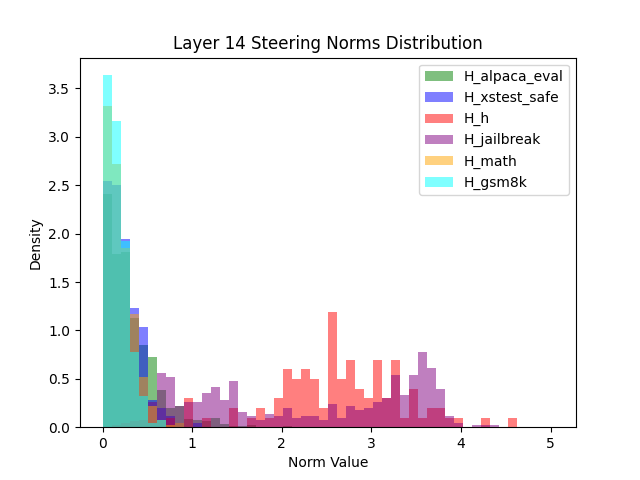 Layer 14 Steering Norms Distribution
H_alpaca_eval
H_xstest_safe
H_h
H_jailbreak
H_math
H_gsm8k
Density
3.5
3.0
2.5
2.0
1.5
1.0
0.5
0.0
0 1 2 3 4 5
Norm Value